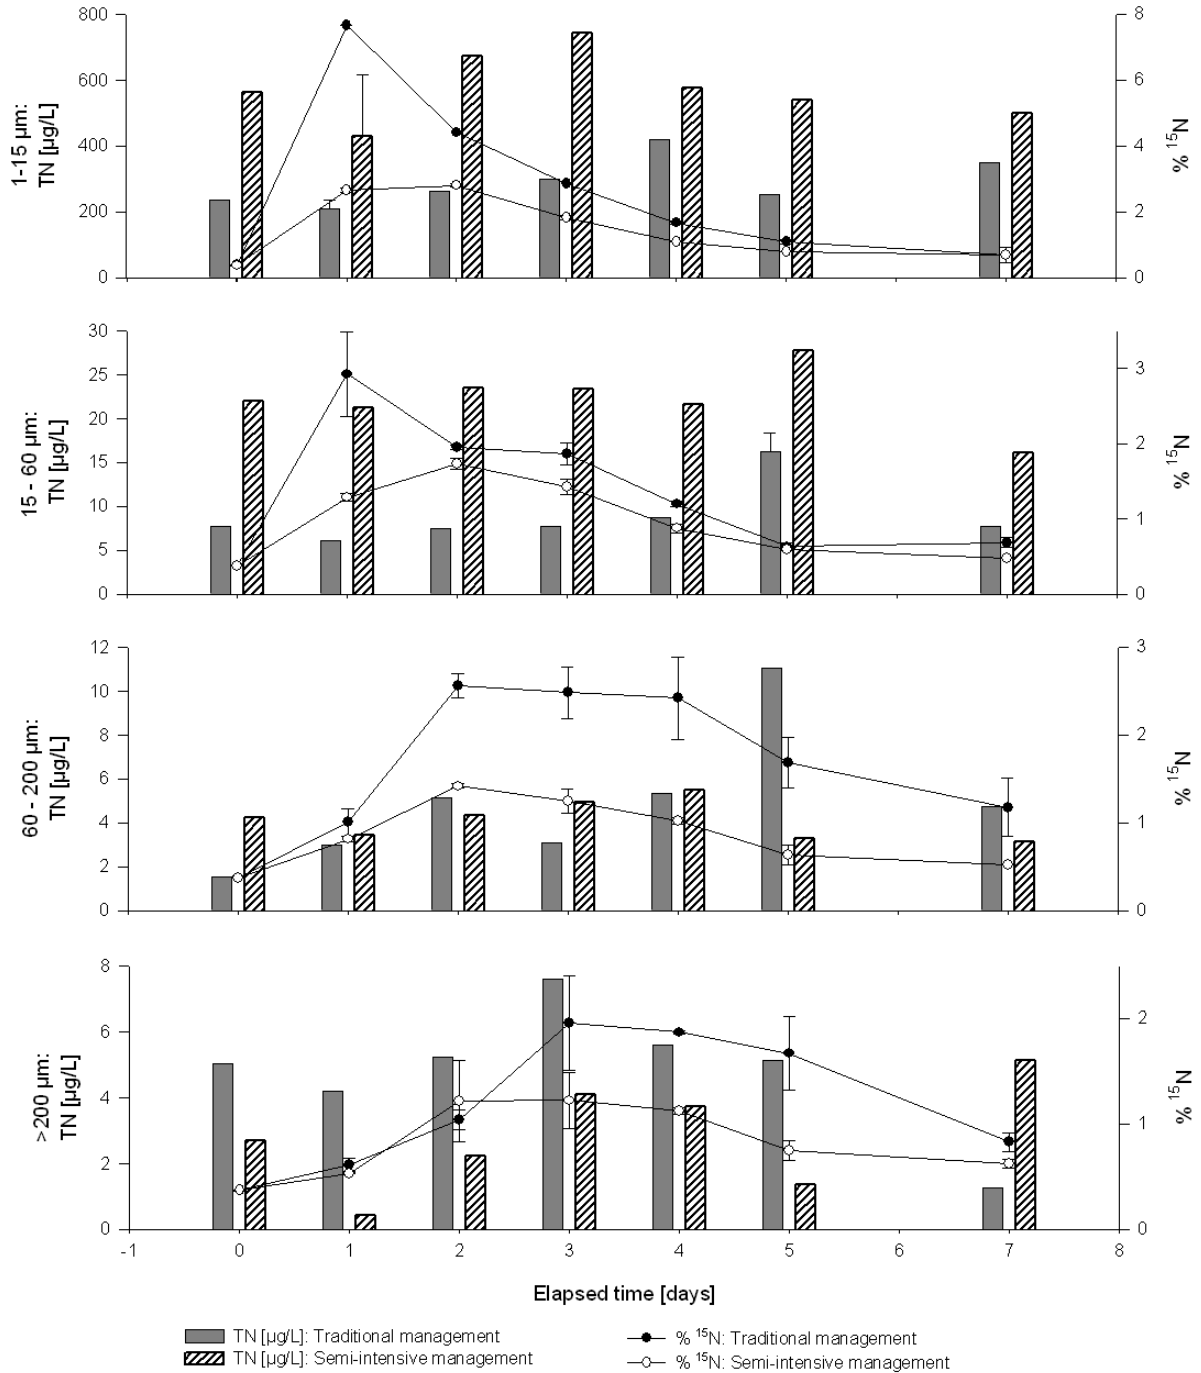 800
600
400
200
0
1-15 µm:
TN [µg/L]
8
6
4
2
0
% ¹⁵N
30
25
20
15
10
5
0
15 - 60 µm:
TN [µg/L]
3
2
1
0
% ¹⁵N
12
10
8
6
4
2
0
60 - 200 µm:
TN [µg/L]
3
2
1
0
% ¹⁵N
8
6
4
2
0
>200 µm:
TN [µg/L]
2
1
0
% ¹⁵N
-1 0 1 2 3 4 5 6 7 8
Elapsed time [days]
TN [µg/L]: Traditional management
TN [µg/L]: Semi-intensive management
% ¹⁵N: Traditional management
% ¹⁵N: Semi-intensive management